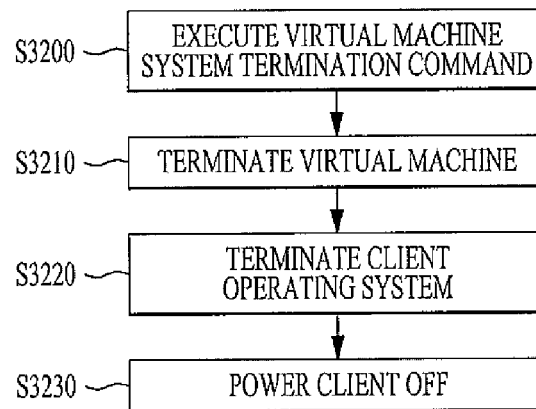 S3200
EXECUTE VIRTUAL MACHINE
SYSTEM TERMINATION COMMAND
S3210
TERMINATE VIRTUAL MACHINE
S3220
TERMINATE CLIENT
OPERATING SYSTEM
S3230
POWER CLIENT OFF